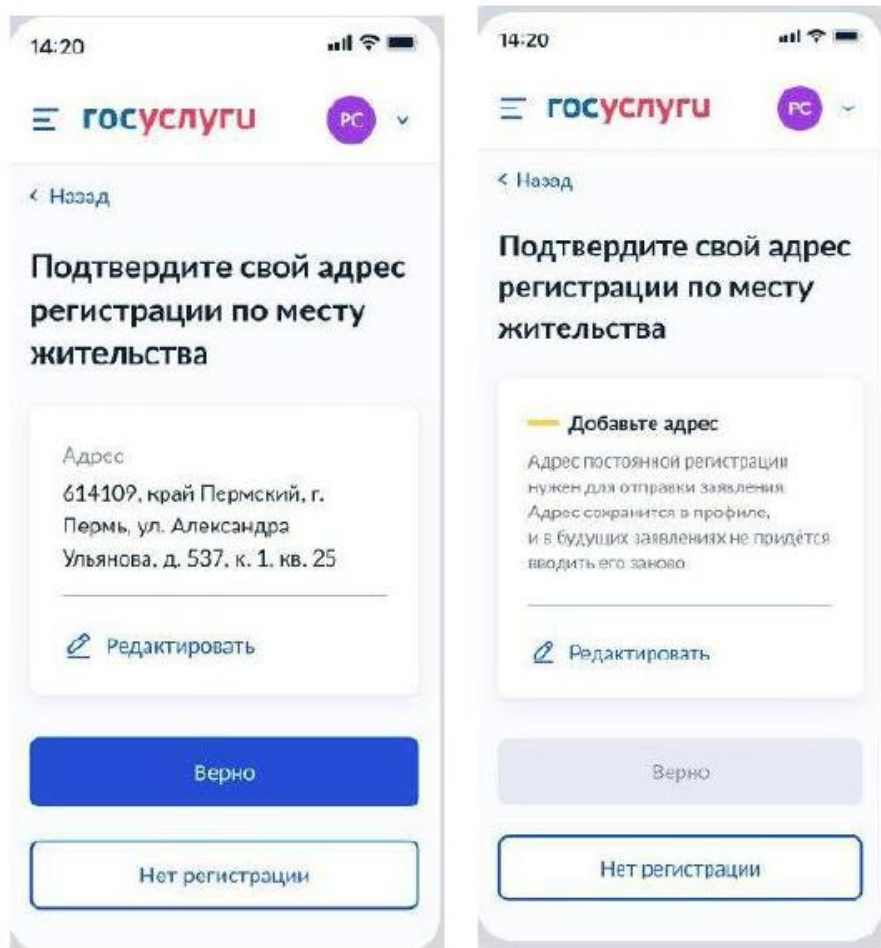 14:20
госуслуги
РС
Назад
Подтвердите свой адрес
регистрации по месту
жительства
Адрес
614109, край Пермский, г.
Пермь, ул. Александра
Ульянова, д. 537, к. 1, кв. 25
Редактировать
Верно
Нет регистрации
14:20
госуслуги
РС
Назад
Подтвердите свой адрес
регистрации по месту
жительства
Добавьте адрес
Адрес постоянной регистрации
нужен для отправки заявления
Адрес сохранится в профиле,
и в будущих заявлениях не придётся
вводить его заново
Редактировать
Верно
Нет регистрации